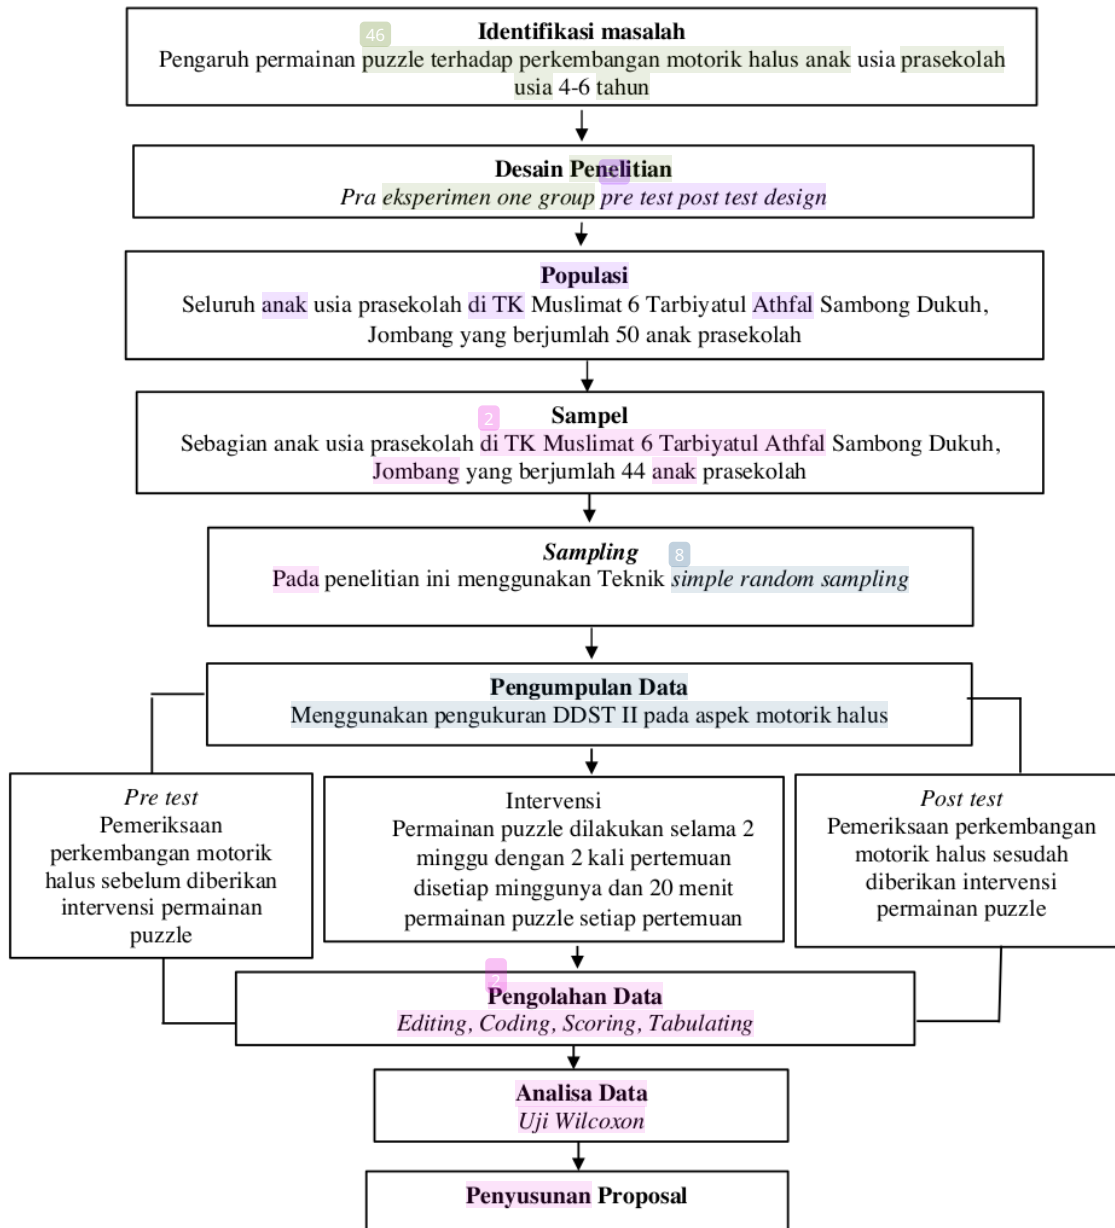 Identifikasi masalah
46
Pengaruh permainan puzzle terhadap perkembangan motorik halus anak usia prasekolah
usia 4-6 tahun
Desain Penelitian
Pra eksperimen one group pre test post test design
Populasi
Seluruh anak usia prasekolah di TK Muslimat 6 Tarbiyatul Athfal Sambong Dukuh,
Jombang yang berjumlah 50 anak prasekolah
Sampel
2
Sebagian anak usia prasekolah di TK Muslimat 6 Tarbiyatul Athfal Sambong Dukuh,
Jombang yang berjumlah 44 anak prasekolah
Sampling
8
Pada penelitian ini menggunakan Teknik simple random sampling
Pengumpulan Data
Menggunakan pengukuran DDST II pada aspek motorik halus
Pre test
Pemeriksaan
perkembangan motorik
halus sebelum diberikan
intervensi permainan
puzzle
Intervensi
Permainan puzzle dilakukan selama 2
minggu dengan 2 kali pertemuan
disetiap minggunya dan 20 menit
permainan puzzle setiap pertemuan
Post test
Pemeriksaan perkembangan
motorik halus sesudah
diberikan intervensi
permainan puzzle
2
Pengolahan Data
Editing, Coding, Scoring, Tabulating
Analisa Data
Uji Wilcoxon
Penyusunan Proposal